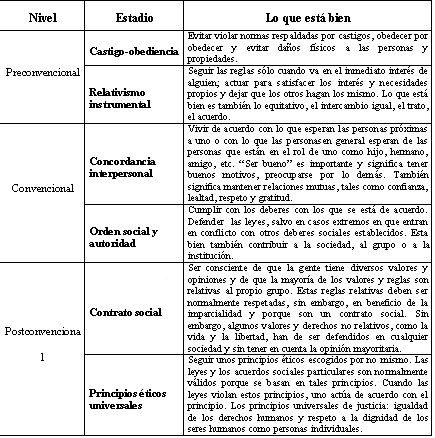 Nivel Estadio Lo que está bien
Preconvencional
Castigo-obediencia
Evitar violar normas respaldadas por castigos, obedecer por
obedecer y evitar daños físicos a las personas y
propiedades.
Relativismo
instrumental
Seguir las reglas sólo cuando va en el inmediato interés de
alguien; actuar para satisfacer los interés y necesidades
propios y dejar que los otros hagan los mismo. Lo que está
bien es también lo equitativo, el intercambio igual, el trato,
el acuerdo.
Convencional
Concordancia
interpersonal
Vivir de acuerdo con lo que esperan las personas próximas
a uno o con lo que las personas en general esperan de las
personas que están en el rol de uno como hijo, hermano,
amigo, etc. “Ser bueno” es importante y significa tener
buenos motivos, preocuparse por lo demás. También
significa mantener relaciones mutuas, tales como confianza,
lealtad, respeto y gratitud.
Orden social y
autoridad
Cumplir con los deberes con los que se está de acuerdo.
Defender las leyes, salvo en casos extremos en que entran
en conflicto con otros deberes sociales establecidos. Esta
bien también contribuir a la sociedad, al grupo o a la
institución.
Postconvenciona
l
Contrato social
Ser consciente de que la gente tiene diversos valores y
opiniones y de que la mayoría de los valores y reglas son
relativas al propio grupo. Estas reglas relativas deben ser
normalmente respetadas, sin embargo, en beneficio de la
imparcialidad y porque son un contrato social. Sin
embargo, algunos valores y derechos no relativos, como la
vida y la libertad, han de ser defendidos en cualquier
sociedad y sin tener en cuenta la opinión mayoritaria.
Principios éticos
universales
Seguir unos principios éticos escogidos por no mismo. Las
leyes y los acuerdos sociales particulares son normalmente
válidos porque se basan en tales principios. Cuando las
leyes violan estos principios, uno actúa de acuerdo con el
principio. Los principios universales de justicia: igualdad
de los derechos humanos y respeto a la dignidad de los
seres humanos como personas individuales.